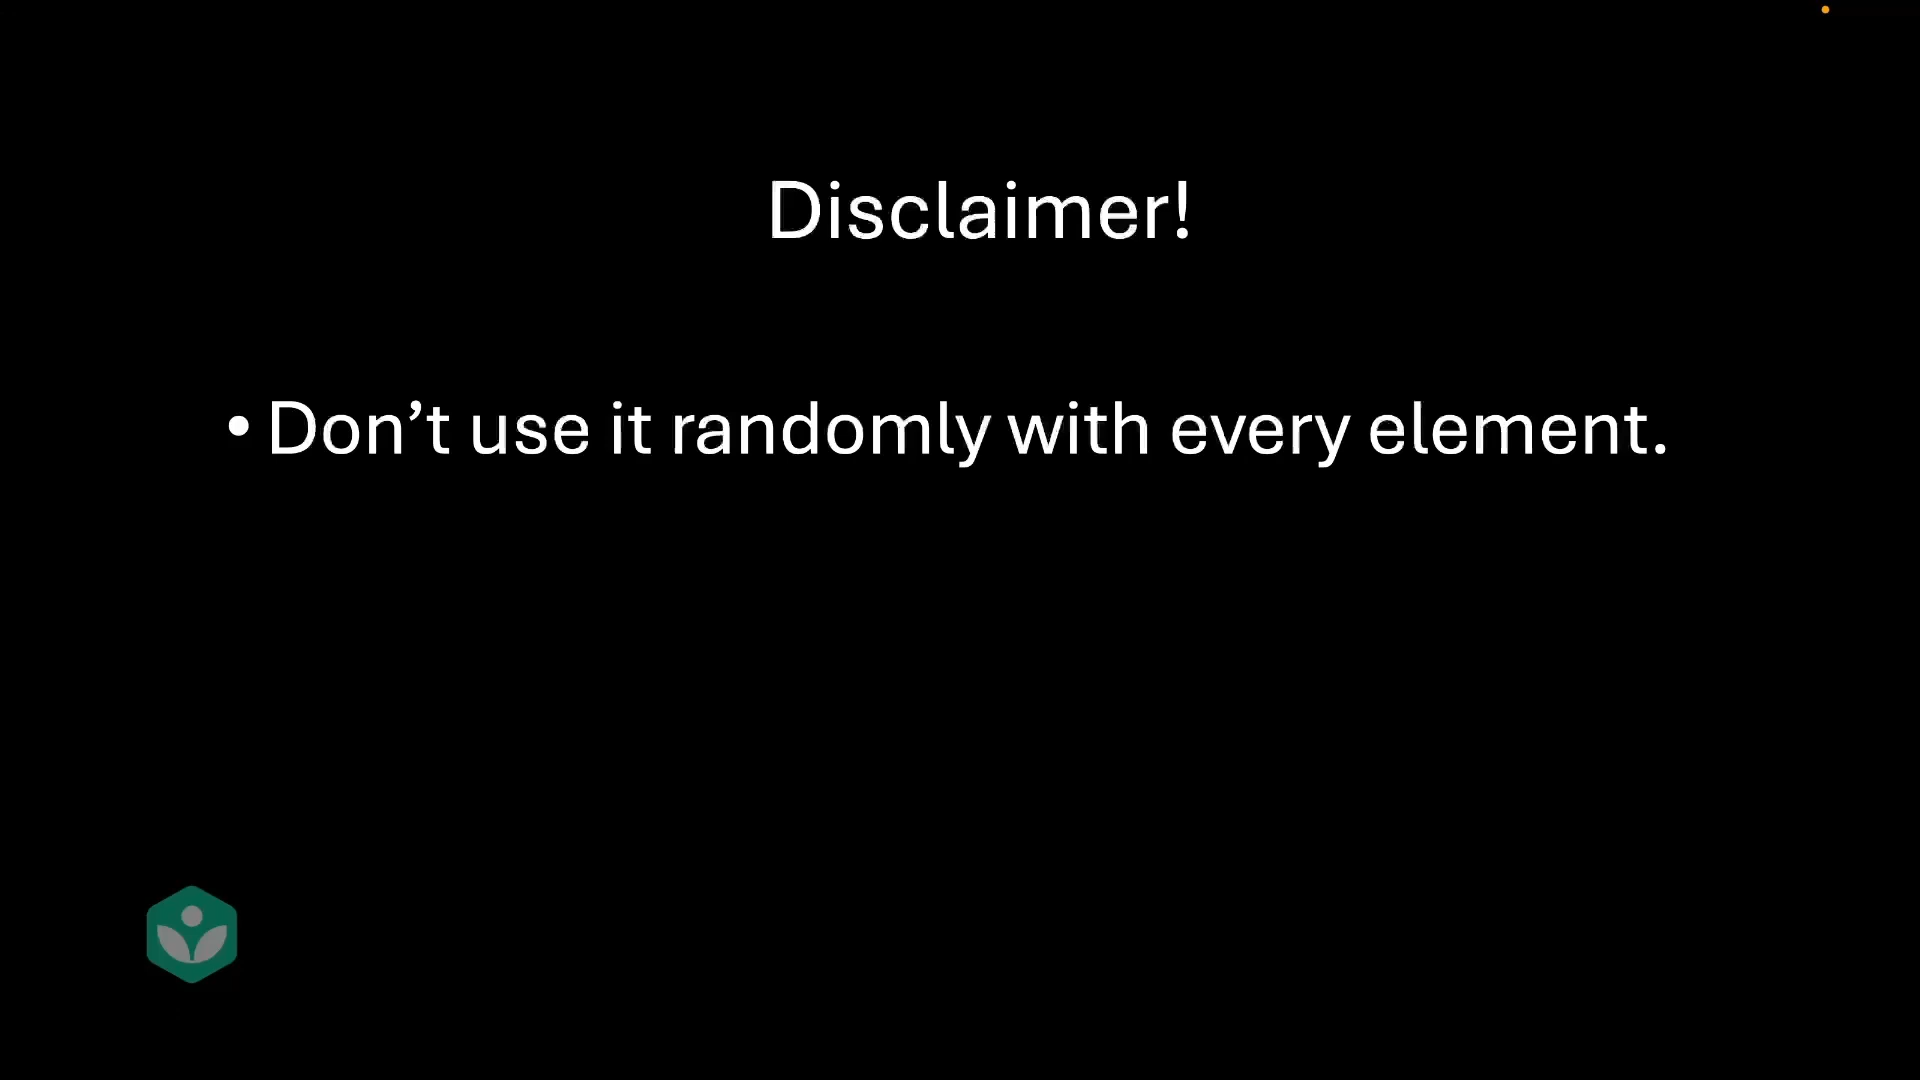 Disclaimer!
• Don’t use it randomly with every element.